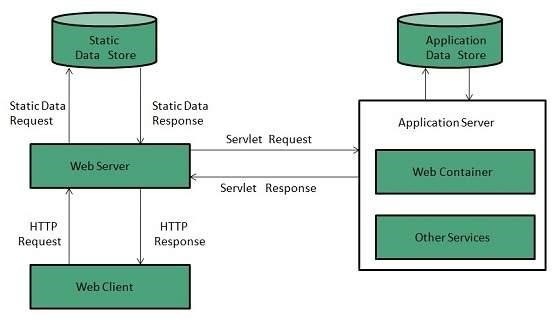 Static
Data Store
Application
Data Store
Static Data
Request
Static Data
Response
Servlet Request
Application Server
Web Server
Web Container
Servlet Response
HTTP
Request
HTTP
Response
Other Services
Web Client